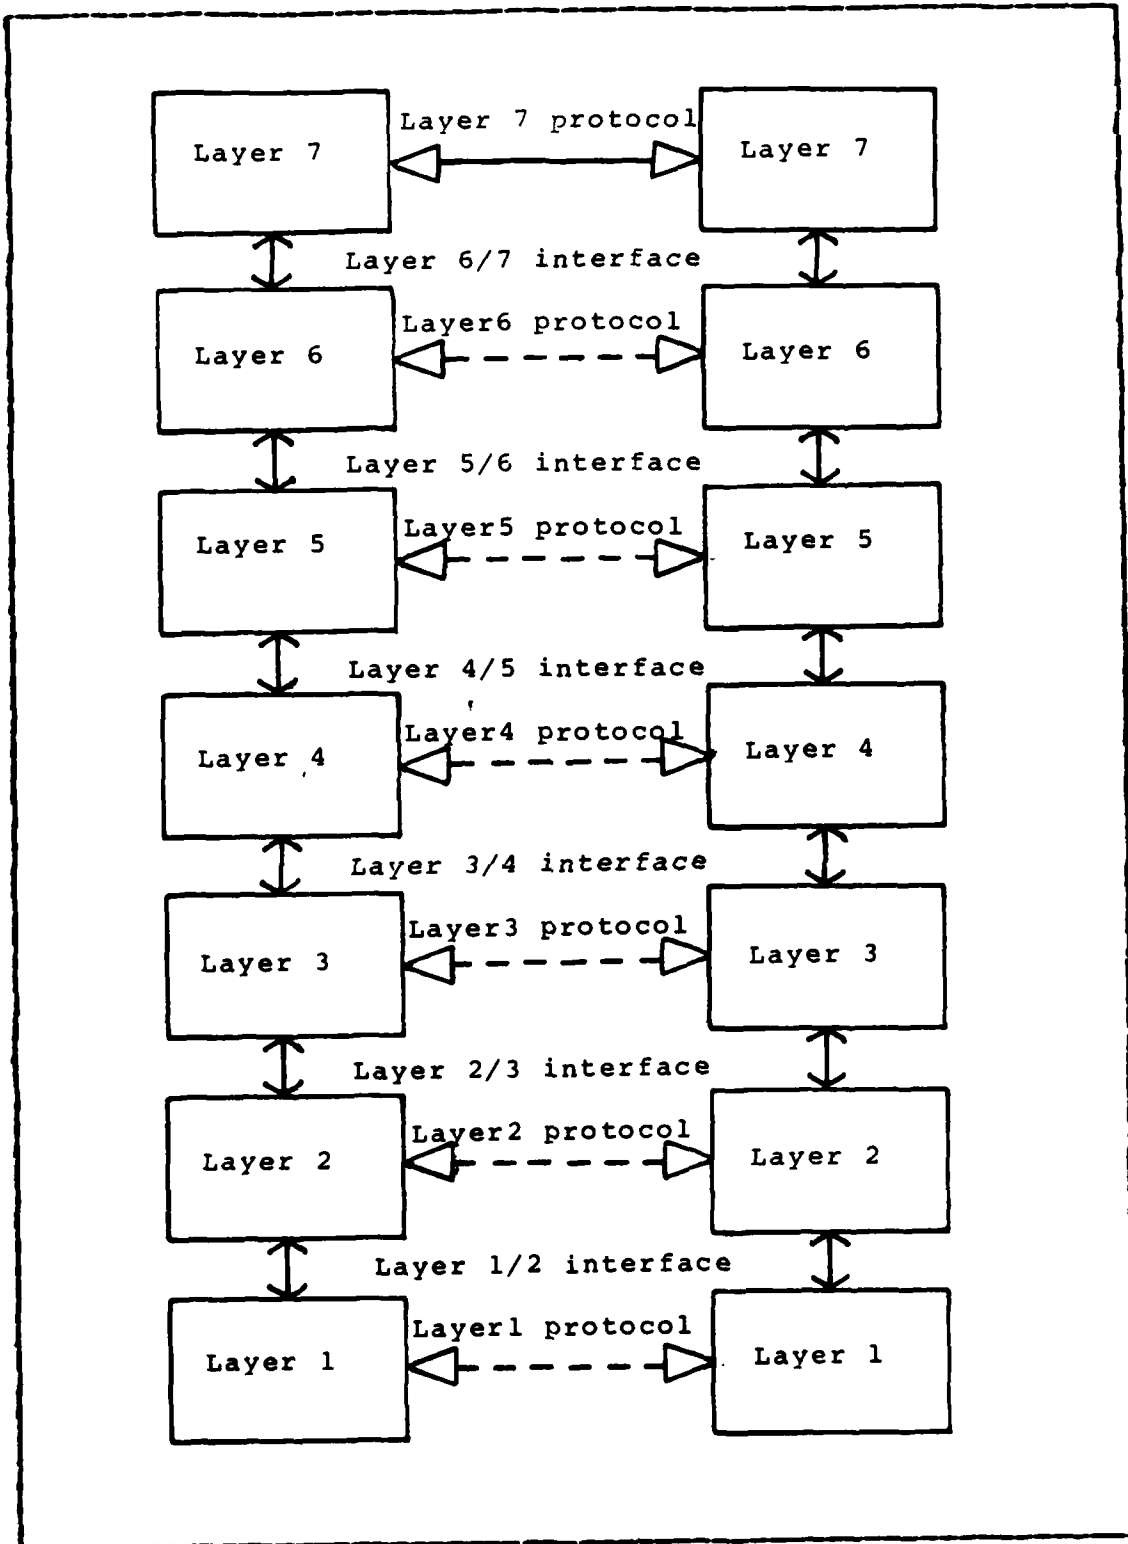 Layer 7 protocol
Layer 7
Layer 7
Layer 6/7 interface
Layer6 protocol
Layer 6
Layer 6
Layer 5/6 interface
Layer5 protocol
Layer 5
Layer 5
Layer 4/5 interface
Layer4 protocol
Layer 4
Layer 4
Layer 3/4 interface
Layer3 protocol
Layer 3
Layer 3
Layer 2/3 interface
Layer2 protocol
Layer 2
Layer 2
Layer 1/2 interface
Layer1 protocol
Layer 1
Layer 1